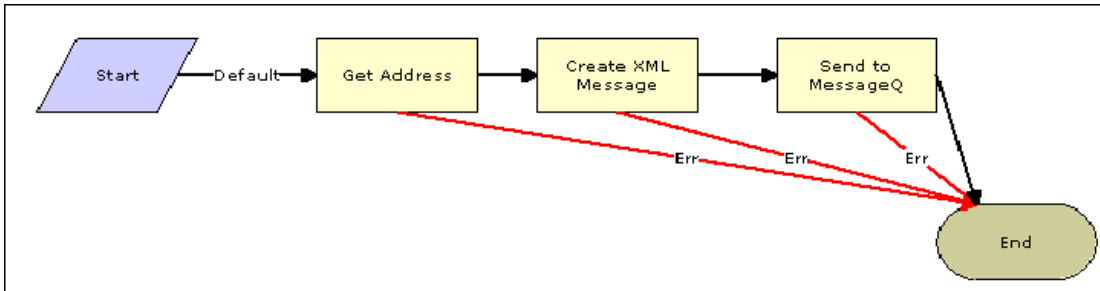 Start
Default
Get Address
Create XML
Message
Send to
MessageQ
Err
Err
Err
End